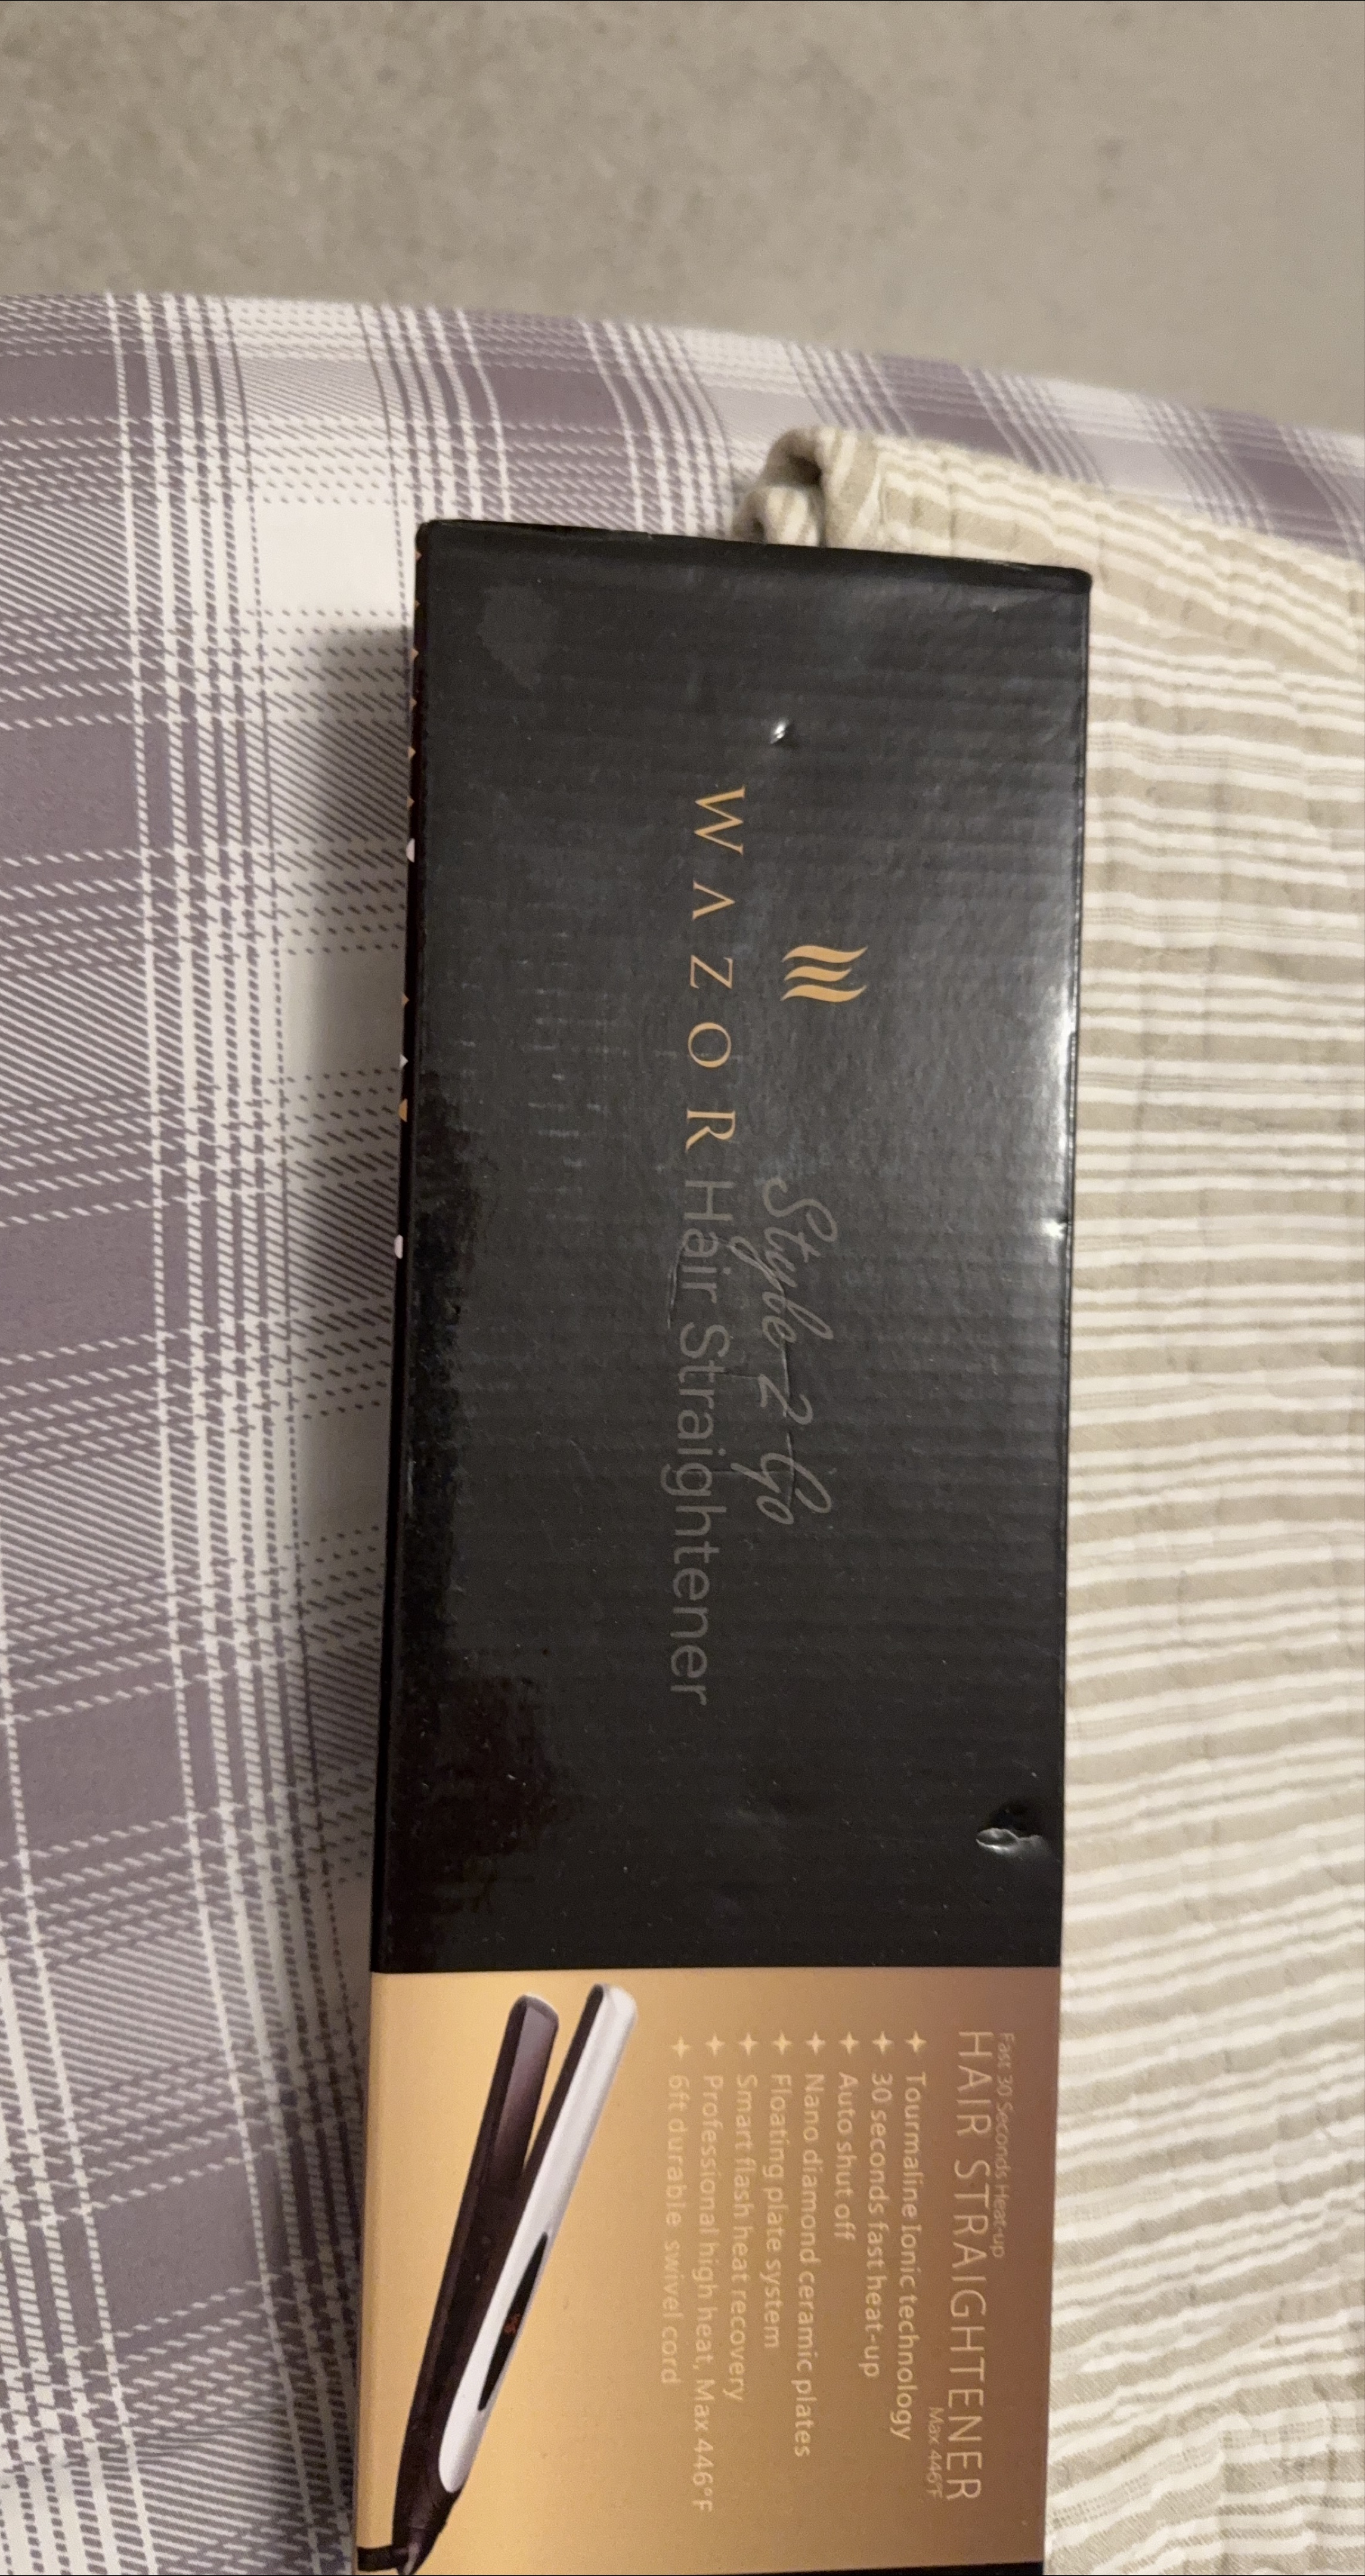 WAZOR
Style 2 Go
Hair Straightener
Fast 30 Seconds Heat-up
HAIR STRAIGHTENER
Max 446°F
Tourmaline Ionic technology
30 seconds fast heat-up
Auto shut off
Nano diamond ceramic plates
Floating plate system
Smart flash heat recovery
Professional high heat, Max 446°F
6ft durable swivel cord